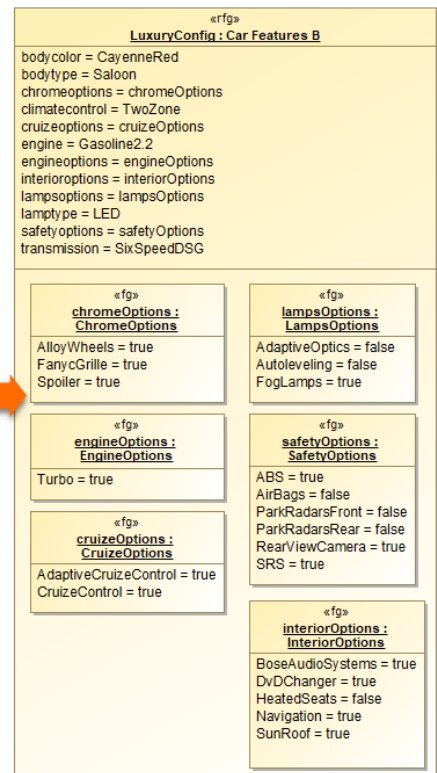 «rfg»
LuxuryConfig : Car Features B
bodycolor = CayenneRed
bodytype = Saloon
chromeoptions = chromeOptions
climatecontrol = TwoZone
cruizeoptions = cruizeOptions
engine = Gasoline2.2
engineoptions = engineOptions
interioroptions = interiorOptions
lampsoptions = lampsOptions
lamptype = LED
safetyoptions = safetyOptions
transmission = SixSpeedDSG
«fg»
chromeOptions :
ChromeOptions
AlloyWheels = true
FanycGrille = true
Spoiler = true
«fg»
engineOptions :
EngineOptions
Turbo = true
«fg»
cruizeOptions :
CruizeOptions
AdaptiveCruizeControl = true
CruizeControl = true
«fg»
lampsOptions :
LampsOptions
AdaptiveOptics = false
Autoleveling = false
FogLamps = true
«fg»
safetyOptions :
SafetyOptions
ABS = true
AirBags = false
ParkRadarsFront = false
ParkRadarsRear = false
RearViewCamera = true
SRS = true
«fg»
interiorOptions :
InteriorOptions
BoseAudioSystems = true
DvDChanger = true
HeatedSeats = false
Navigation = true
SunRoof = true